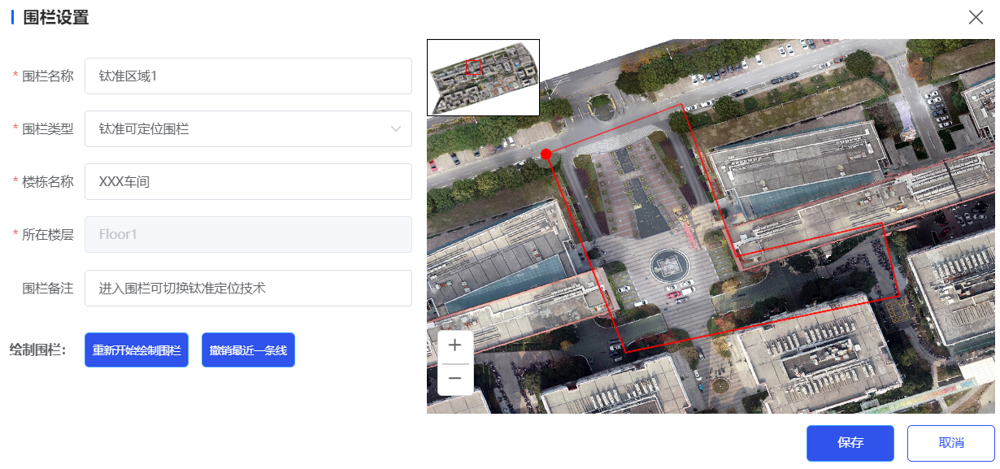 围栏设置
* 围栏名称 钛准区域1
* 围栏类型 钛准可定位围栏
* 楼栋名称 XXX车间
* 所在楼层 Floor1
围栏备注 进入围栏可切换钛准定位技术
绘制围栏： 重新开始绘制围栏 撤销最近一条线
+
−
保存 取消